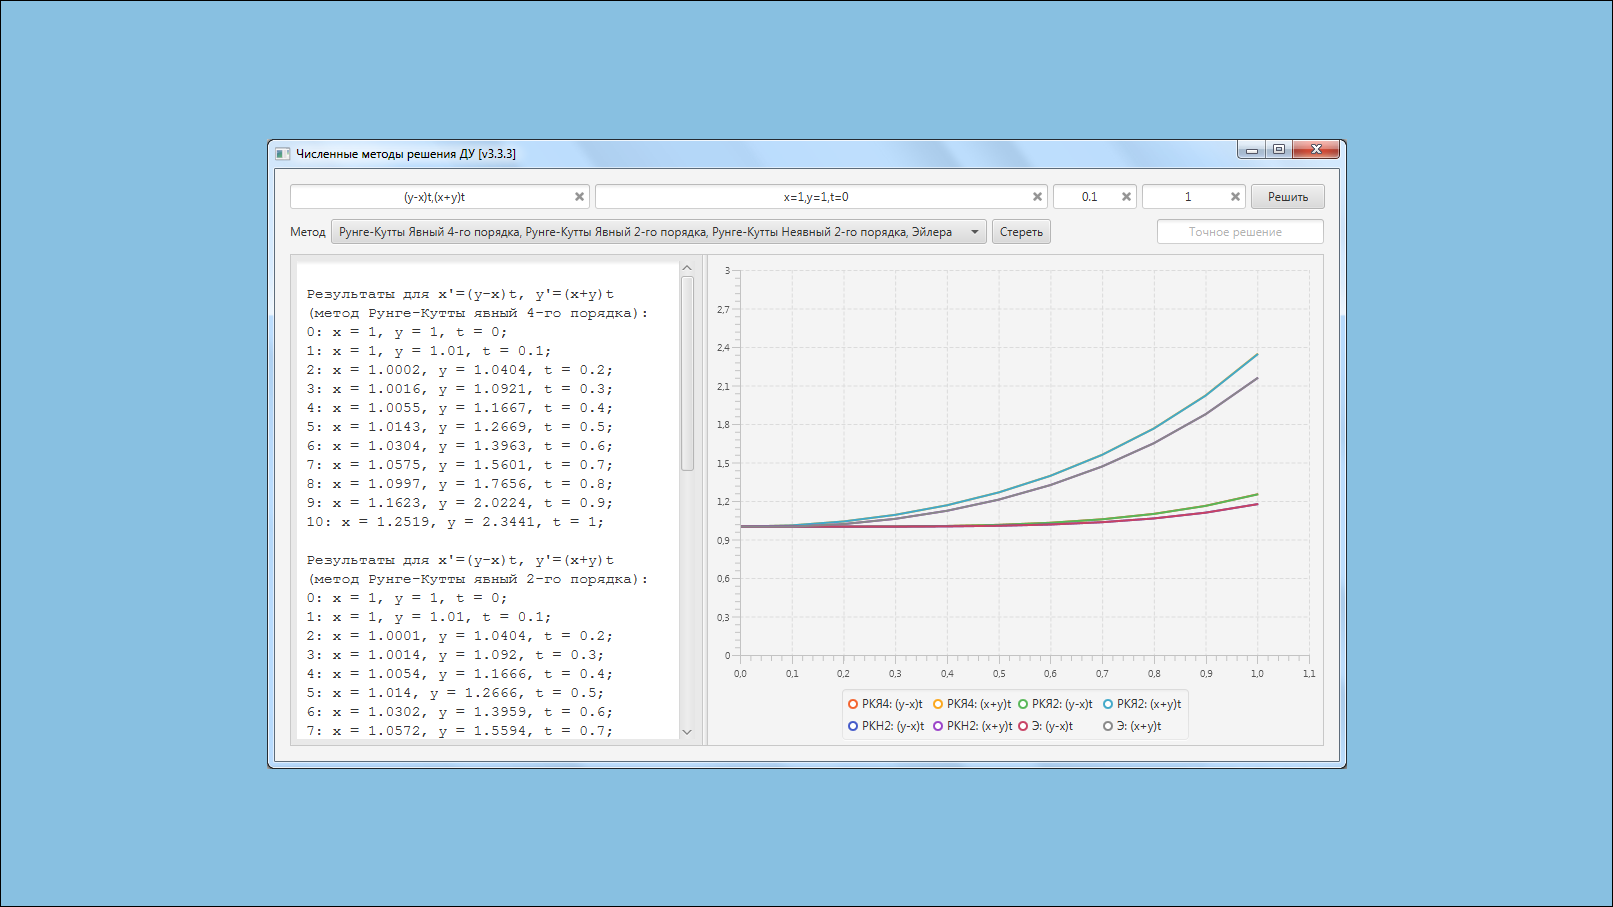 Численные методы решения ДУ [v3.3.3]
(y-x)t,(x+y)t
x=1,y=1,t=0
0.1
1
Решить
Метод
Рунге-Кутты Явный 4-го порядка, Рунге-Кутты Явный 2-го порядка, Рунге-Кутты Неявный 2-го порядка, Эйлера
Стереть
Точное решение
Результаты для x'=(y-x)t, y'=(x+y)t
(метод Рунге-Кутты явный 4-го порядка):
0: x = 1, y = 1, t = 0;
1: x = 1, y = 1.01, t = 0.1;
2: x = 1.0002, y = 1.0404, t = 0.2;
3: x = 1.0016, y = 1.0921, t = 0.3;
4: x = 1.0055, y = 1.1667, t = 0.4;
5: x = 1.0143, y = 1.2669, t = 0.5;
6: x = 1.0304, y = 1.3963, t = 0.6;
7: x = 1.0575, y = 1.5601, t = 0.7;
8: x = 1.0997, y = 1.7656, t = 0.8;
9: x = 1.1623, y = 2.0224, t = 0.9;
10: x = 1.2519, y = 2.3441, t = 1;
Результаты для x'=(y-x)t, y'=(x+y)t
(метод Рунге-Кутты явный 2-го порядка):
0: x = 1, y = 1, t = 0;
1: x = 1, y = 1.01, t = 0.1;
2: x = 1.0001, y = 1.0404, t = 0.2;
3: x = 1.0014, y = 1.092, t = 0.3;
4: x = 1.0054, y = 1.1666, t = 0.4;
5: x = 1.014, y = 1.2666, t = 0.5;
6: x = 1.0302, y = 1.3959, t = 0.6;
7: x = 1.0572, y = 1.5594, t = 0.7;
3
2,7
2,4
2,1
1,8
1,5
1,2
0,9
0,6
0,3
0
0,0 0,1 0,2 0,3 0,4 0,5 0,6 0,7 0,8 0,9 1,0 1,1
РКЯ4: (y-x)t РКЯ4: (x+y)t РКЯ2: (y-x)t РКЯ2: (x+y)t
РКН2: (y-x)t РКН2: (x+y)t Э: (y-x)t Э: (x+y)t